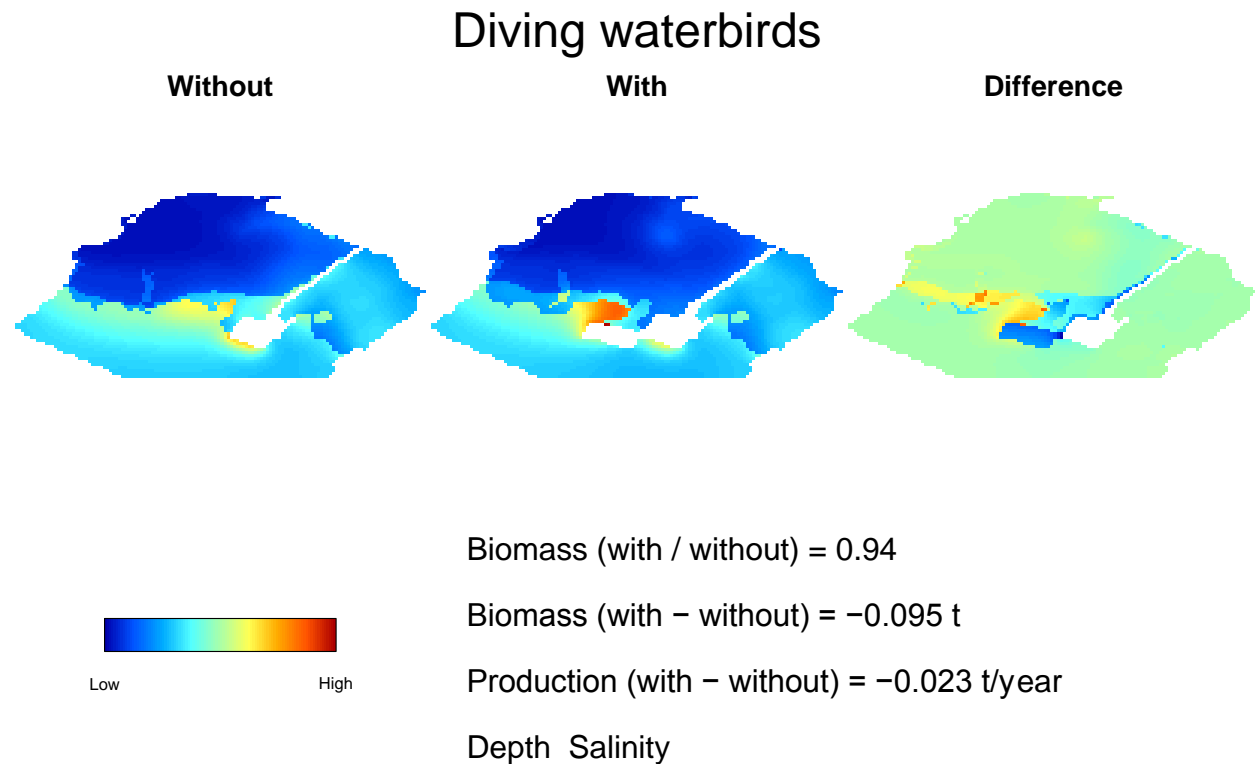 Diving waterbirds
Without With Difference
Biomass (with / without) = 0.94
Biomass (with − without) = −0.095 t
Production (with − without) = −0.023 t/year
Low High
Depth Salinity